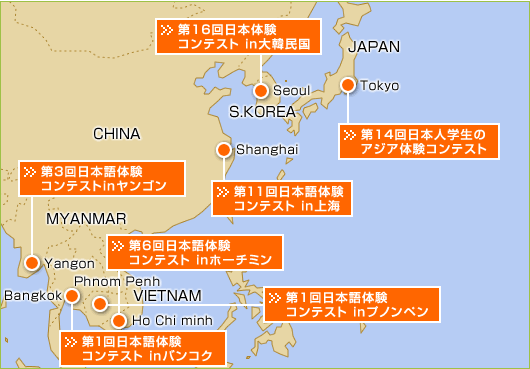 第16回日本体験
コンテスト in大韓民国
JAPAN
Seoul
Tokyo
S.KOREA
CHINA
第14回日本人学生の
アジア体験コンテスト
Shanghai
第3回日本語体験
コンテストinヤンゴン
第11回日本語体験
コンテスト in上海
MYANMAR
第6回日本語体験
コンテスト inホーチミン
Yangon
Phnom Penh
Bangkok
VIETNAM
第1回日本語体験
コンテスト inプノンペン
Ho Chi minh
第1回日本語体験
コンテスト inバンコク